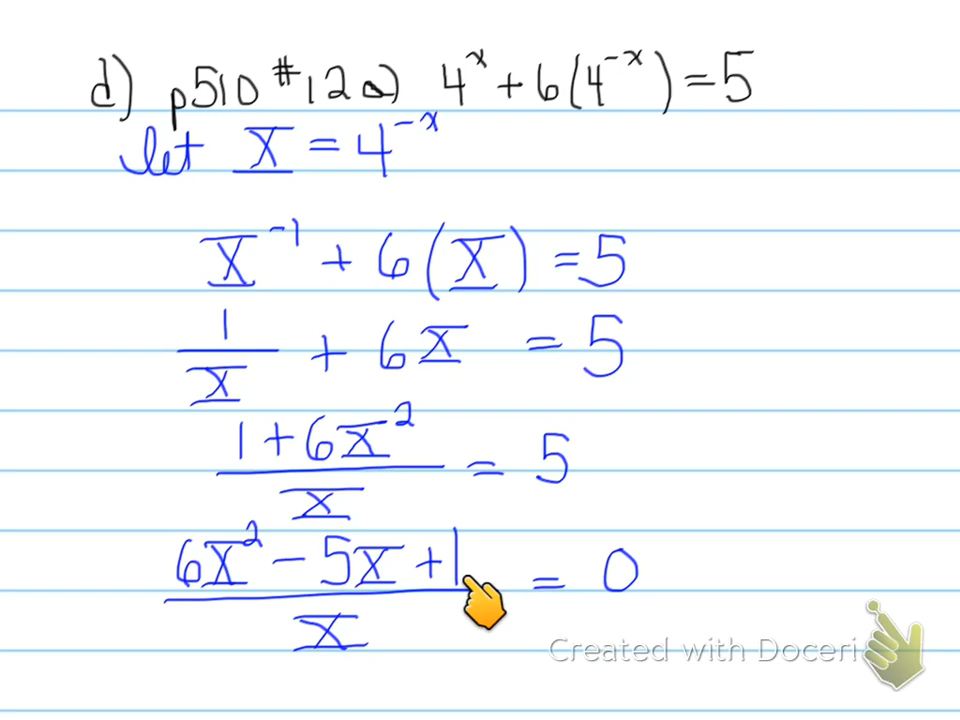 d) p510 #12a) 4^x + 6(4^-x) = 5
let X = 4^-x
X^-1 + 6(X) = 5
1/X + 6X = 5
(1 + 6X^2)/X = 5
(6X^2 - 5X + 1)/X = 0
Created with Doceri